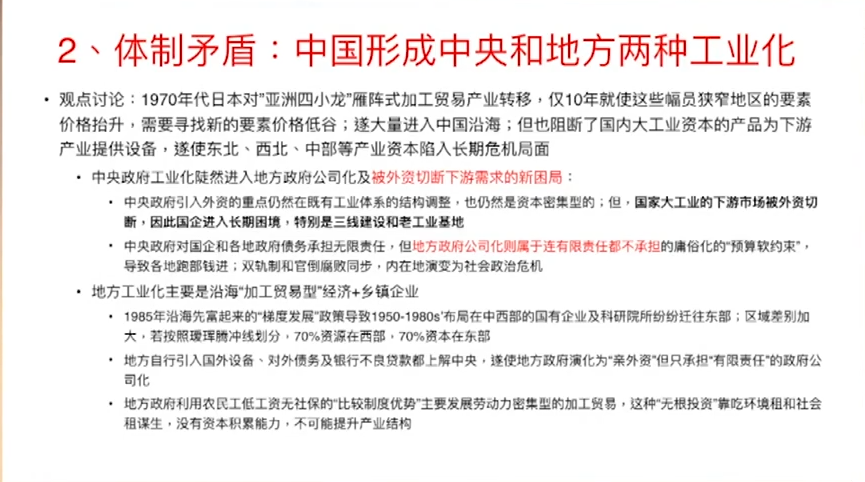 2、体制矛盾：中国形成中央和地方两种工业化
• 观点讨论：1970年代日本对"亚洲四小龙"雁阵式加工贸易产业转移，仅10年就使这些幅员狭窄地区的要素
价格抬升，需要寻找新的要素价格低谷；遂大量进入中国沿海；但也阻断了国内大工业资本的产品为下游
产业提供设备，遂使东北、西北、中部等产业资本陷入长期危机局面
• 中央政府工业化陡然进入地方政府公司化及被外资切断下游需求的新困局：
• 中央政府引入外资的重点仍然在既有工业体系的结构调整，也仍然是资本密集型的；但，国家大工业的下游市场被外资切
断，因此国企进入长期困境，特别是三线建设和老工业基地
• 中央政府对国企和各地政府债务承担无限责任，但地方政府公司化则属于连有限责任都不承担的庸俗化的"预算软约束"，
导致各地跑部钱进；双轨制和官倒腐败同步，内在地演变为社会政治危机
• 地方工业化主要是沿海"加工贸易型"经济+乡镇企业
• 1985年沿海先富起来的"梯度发展"政策导致1950-1980s'布局在中西部的国有企业及科研院所纷纷迁往东部；区域差别加
大，若按照瑷珲腾冲线划分，70%资源在西部，70%资本在东部
• 地方自行引入国外设备、对外债务及银行不良贷款都上解中央，遂使地方政府演化为"亲外资"但只承担"有限责任"的政府公
司化
• 地方政府利用农民工低工资无社保的"比较制度优势"主要发展劳动力密集型的加工贸易，这种"无根投资"靠吃环境租和社会
租谋生，没有资本积累能力，不可能提升产业结构